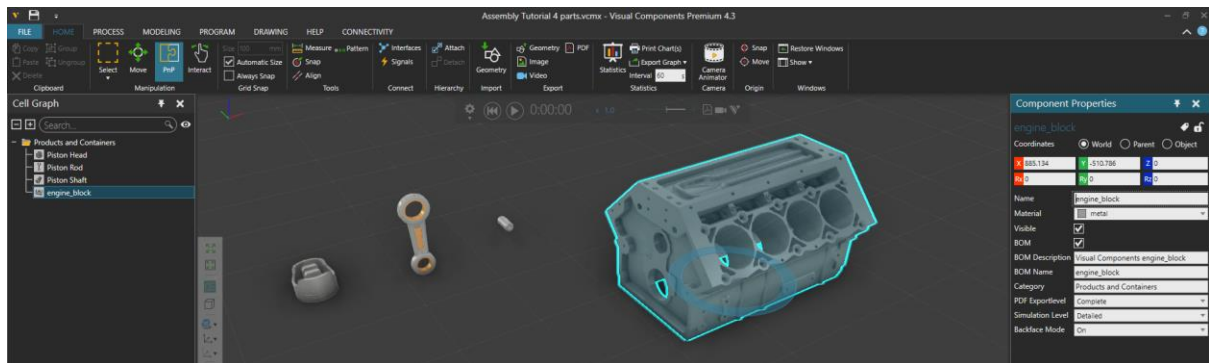 Assembly Tutorial 4 parts.vcmx - Visual Components Premium 4.3
FILE HOME PROCESS MODELING PROGRAM DRAWING HELP CONNECTIVITY
Copy Group
Paste Ungroup
Delete
Clipboard
Select Move PnP Interact
Manipulation
Size 100 mm
Automatic Size
Always Snap
Grid Snap
Measure Pattern
Snap
Align
Tools
Interfaces
Signals
Connect
Attach
Detach
Hierarchy
Geometry
Import
Geometry PDF
Image
Video
Export
Statistics
Print Chart(s)
Export Graph
Interval 60 s
Statistics
Camera Animator
Camera
Snap
Move
Origin
Restore Windows
Show
Windows
Cell Graph
Search...
Products and Containers
Piston Head
Piston Rod
Piston Shaft
engine_block
0:00:00 x 1.0
Component Properties
engine_block
Coordinates World Parent Object
X 885.134 Y -510.786 Z 0
Rx 0 Ry 0 Rz 0
Name engine_block
Material metal
Visible
BOM
BOM Description Visual Components engine_block
BOM Name engine_block
Category Products and Containers
PDF Exportlevel Complete
Simulation Level Detailed
Backface Mode On